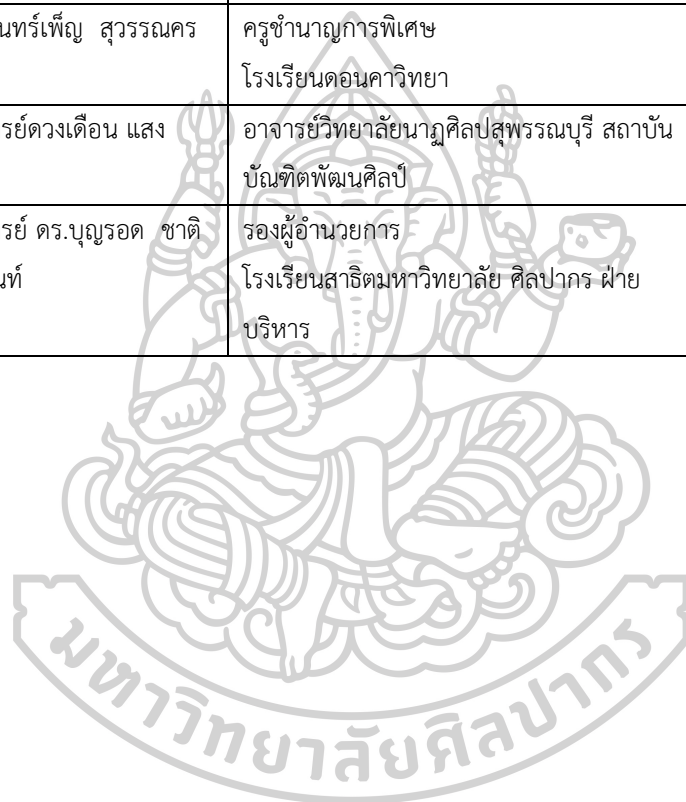 นทร์เพ็ญ สุวรรณคร
ครูชำนาญการพิเศษ
โรงเรียนดอนคาวิทยา
รย์ดวงเดือน แสง
อาจารย์วิทยาลัยนาฏศิลปสุพรรณบุรี สถาบัน
บัณฑิตพัฒนศิลป์
รย์ ดร.บุญรอด ชาติ
นท์
รองผู้อำนวยการ
โรงเรียนสาธิตมหาวิทยาลัย ศิลปากร ฝ่าย
บริหาร
มหาวิทยาลัยศิลปากร